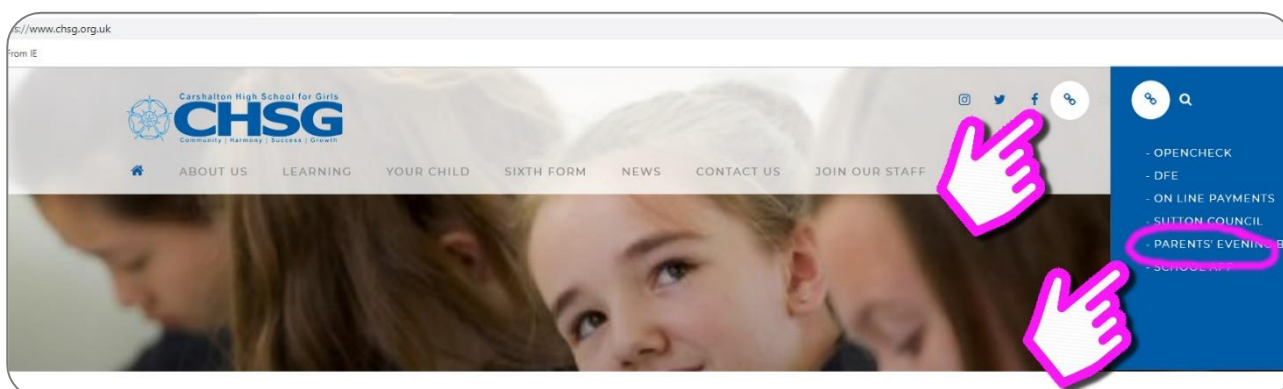 s://www.chsg.org.uk
From IE
Carshalton High School for Girls
CHSG
Community | Harmony | Success | Growth
ABOUT US LEARNING YOUR CHILD SIXTH FORM NEWS CONTACT US JOIN OUR STAFF
- OPENCHECK
- DFE
- ON LINE PAYMENTS
- SUTTON COUNCIL
- PARENTS' EVENING B
- SCHOOL APP